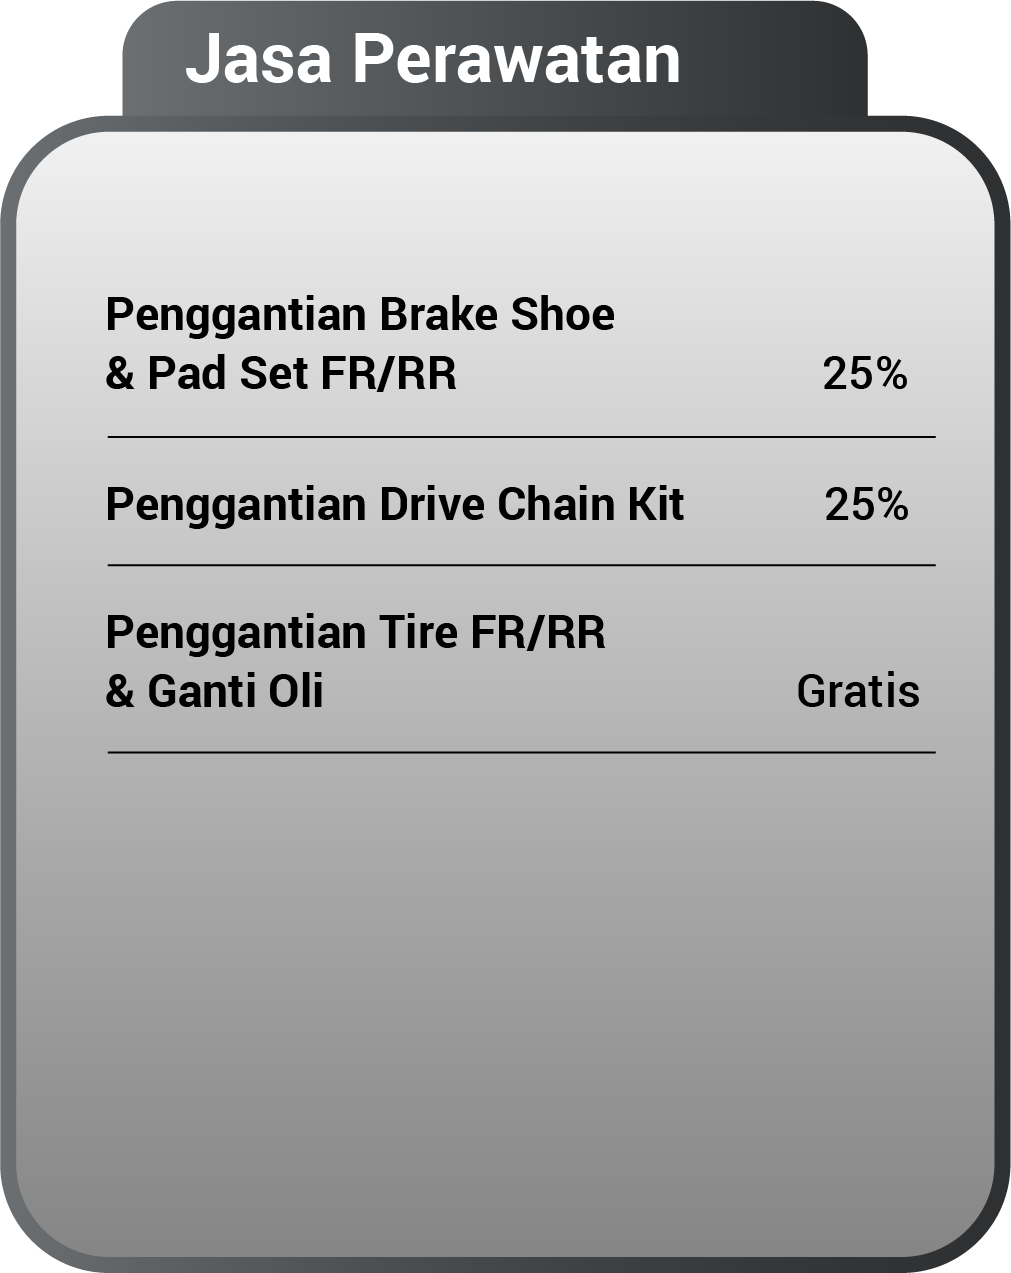 Jasa Perawatan
Penggantian Brake Shoe
& Pad Set FR/RR 25%
Penggantian Drive Chain Kit 25%
Penggantian Tire FR/RR
& Ganti Oli Gratis